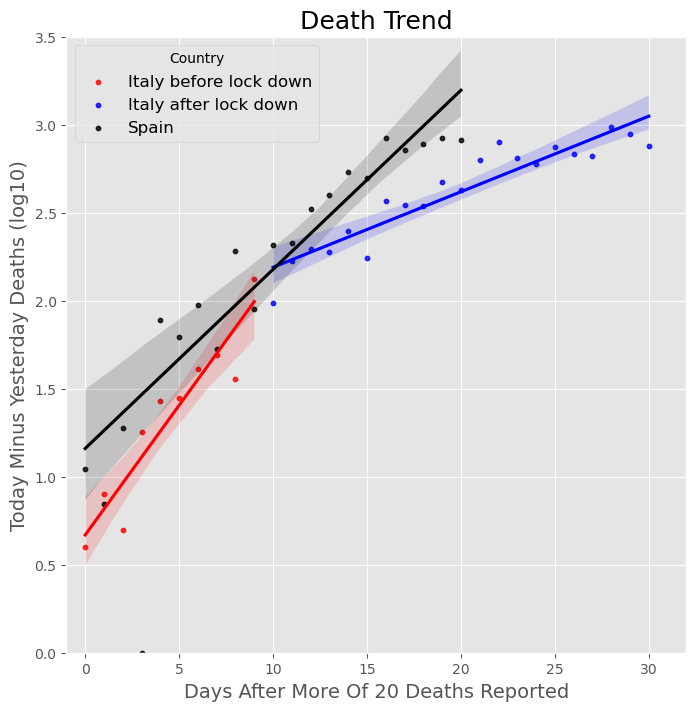 Death Trend
Country
Italy before lock down
Italy after lock down
Spain
Today Minus Yesterday Deaths (log10)
3.5
3.0
2.5
2.0
1.5
1.0
0.5
0.0
0 5 10 15 20 25 30
Days After More Of 20 Deaths Reported